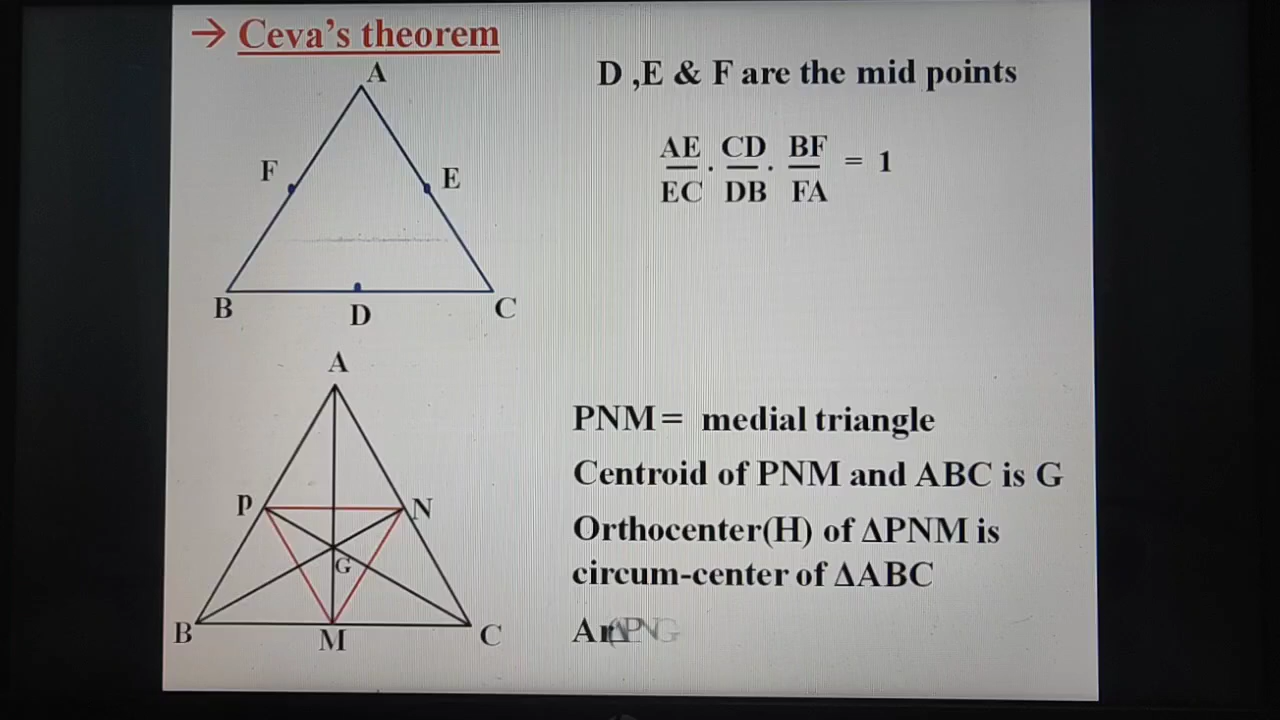 → Ceva's theorem
A
F
E
B
D
C
D ,E & F are the mid points
AE CD BF
— . — . — = 1
EC DB FA
A
P
N
G
B
M
C
PNM= medial triangle
Centroid of PNM and ABC is G
Orthocenter(H) of ΔPNM is
circum-center of ΔABC